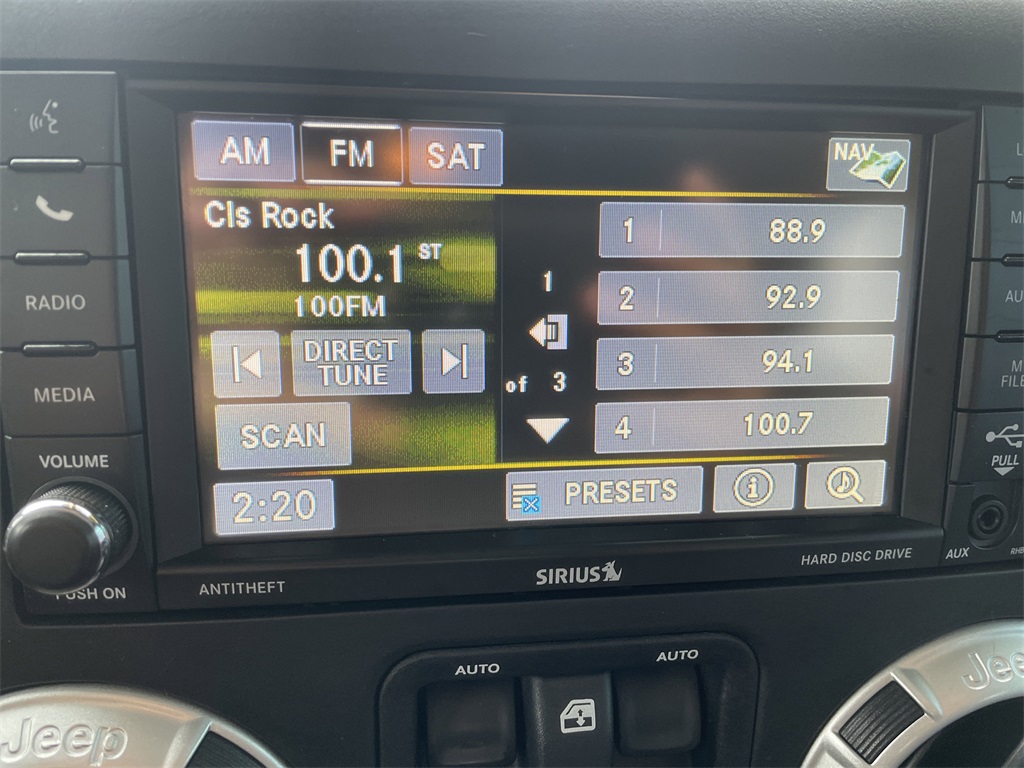 AM FM SAT NAV
Cls Rock
100.1 ST
100FM
DIRECT
TUNE
SCAN
2:20
1
of 3
1 88.9
2 92.9
3 94.1
4 100.7
PRESETS
RADIO
MEDIA
VOLUME
PUSH ON
PULL
AUX
ANTITHEFT
SIRIUS
HARD DISC DRIVE
AUTO
AUTO
Jeep